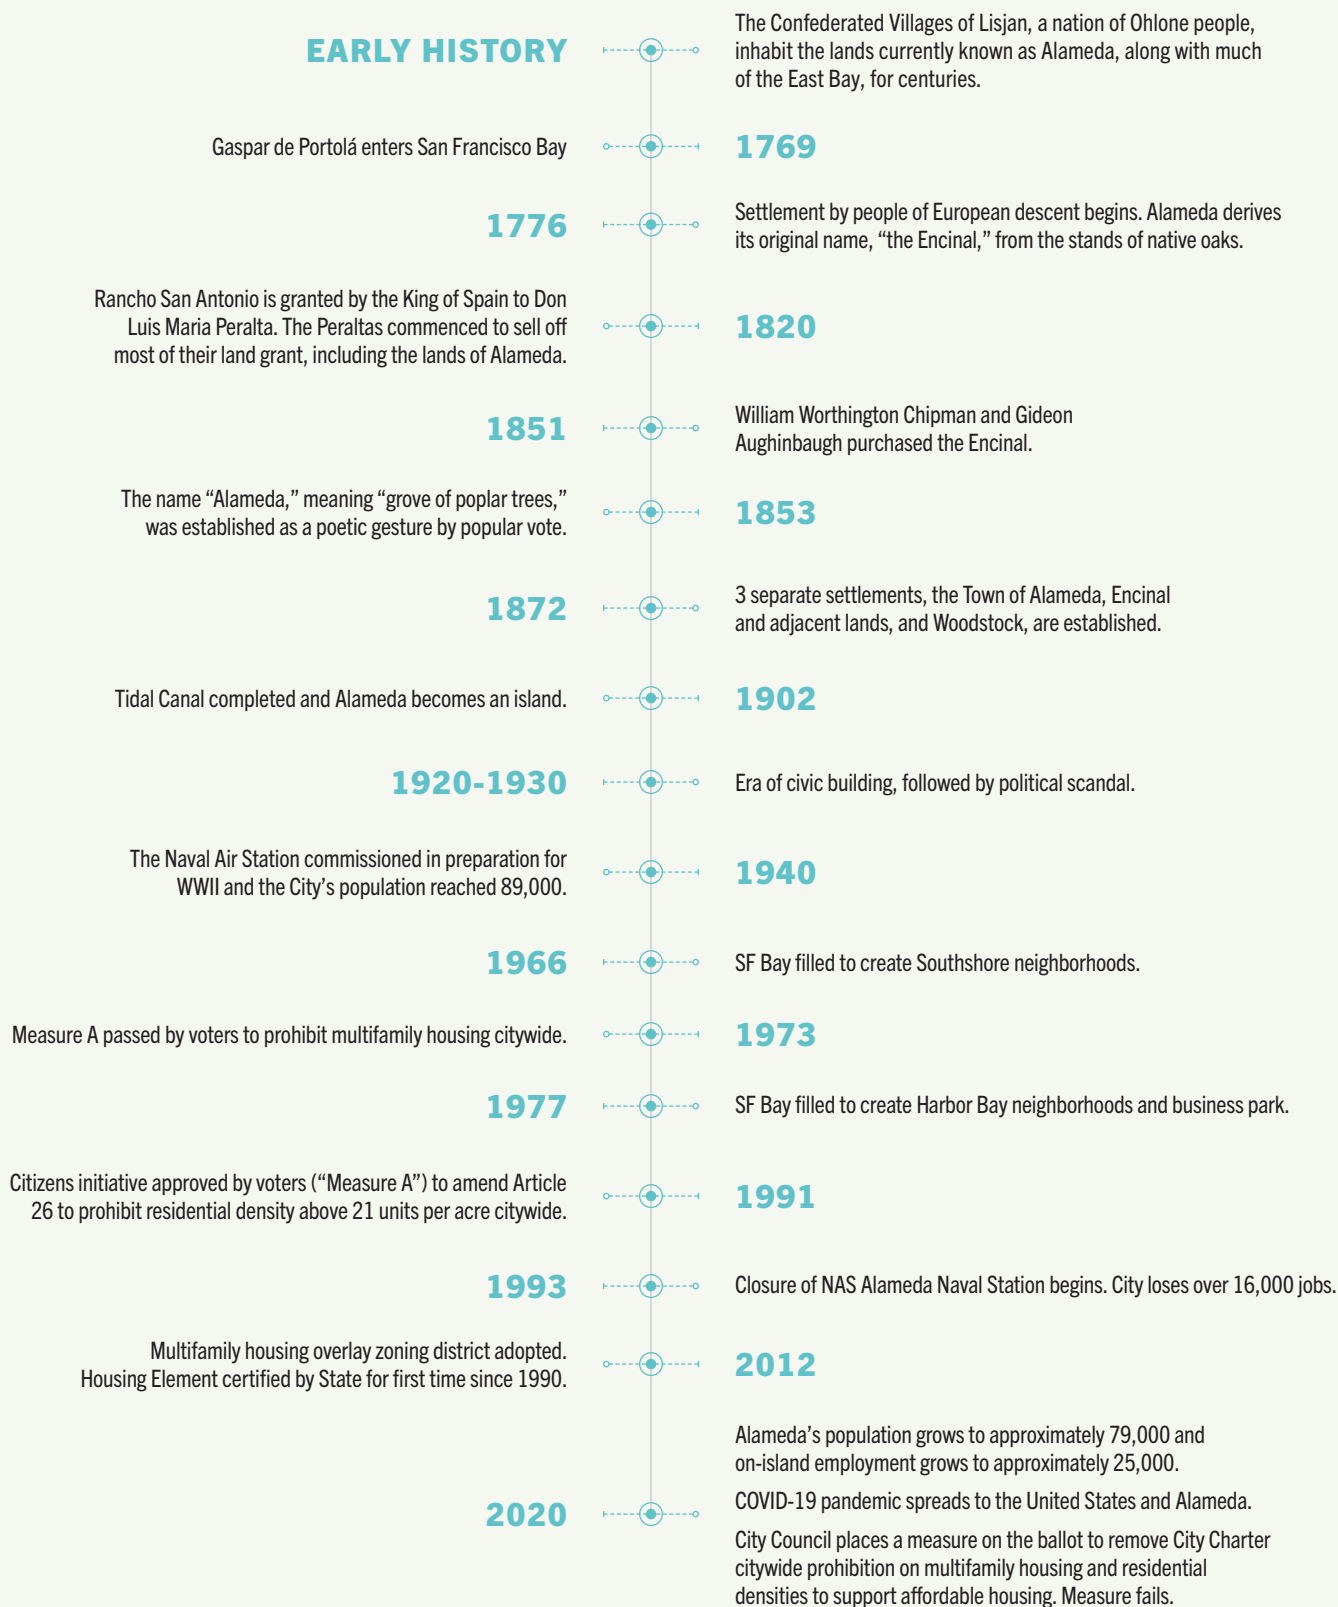 EARLY HISTORY
The Confederated Villages of Lisjan, a nation of Ohlone people,
inhabit the lands currently known as Alameda, along with much
of the East Bay, for centuries.
Gaspar de Portolá enters San Francisco Bay
1769
1776
Settlement by people of European descent begins. Alameda derives
its original name, “the Encinal,” from the stands of native oaks.
Rancho San Antonio is granted by the King of Spain to Don
Luis Maria Peralta. The Peraltas commenced to sell off
most of their land grant, including the lands of Alameda.
1820
1851
William Worthington Chipman and Gideon
Aughinbaugh purchased the Encinal.
The name “Alameda,” meaning “grove of poplar trees,”
was established as a poetic gesture by popular vote.
1853
1872
3 separate settlements, the Town of Alameda, Encinal
and adjacent lands, and Woodstock, are established.
Tidal Canal completed and Alameda becomes an island.
1902
1920-1930
Era of civic building, followed by political scandal.
The Naval Air Station commissioned in preparation for
WWII and the City’s population reached 89,000.
1940
1966
SF Bay filled to create Southshore neighborhoods.
Measure A passed by voters to prohibit multifamily housing citywide.
1973
1977
SF Bay filled to create Harbor Bay neighborhoods and business park.
Citizens initiative approved by voters (“Measure A”) to amend Article
26 to prohibit residential density above 21 units per acre citywide.
1991
1993
Closure of NAS Alameda Naval Station begins. City loses over 16,000 jobs.
Multifamily housing overlay zoning district adopted.
Housing Element certified by State for first time since 1990.
2012
2020
Alameda’s population grows to approximately 79,000 and
on-island employment grows to approximately 25,000.
COVID-19 pandemic spreads to the United States and Alameda.
City Council places a measure on the ballot to remove City Charter
citywide prohibition on multifamily housing and residential
densities to support affordable housing. Measure fails.